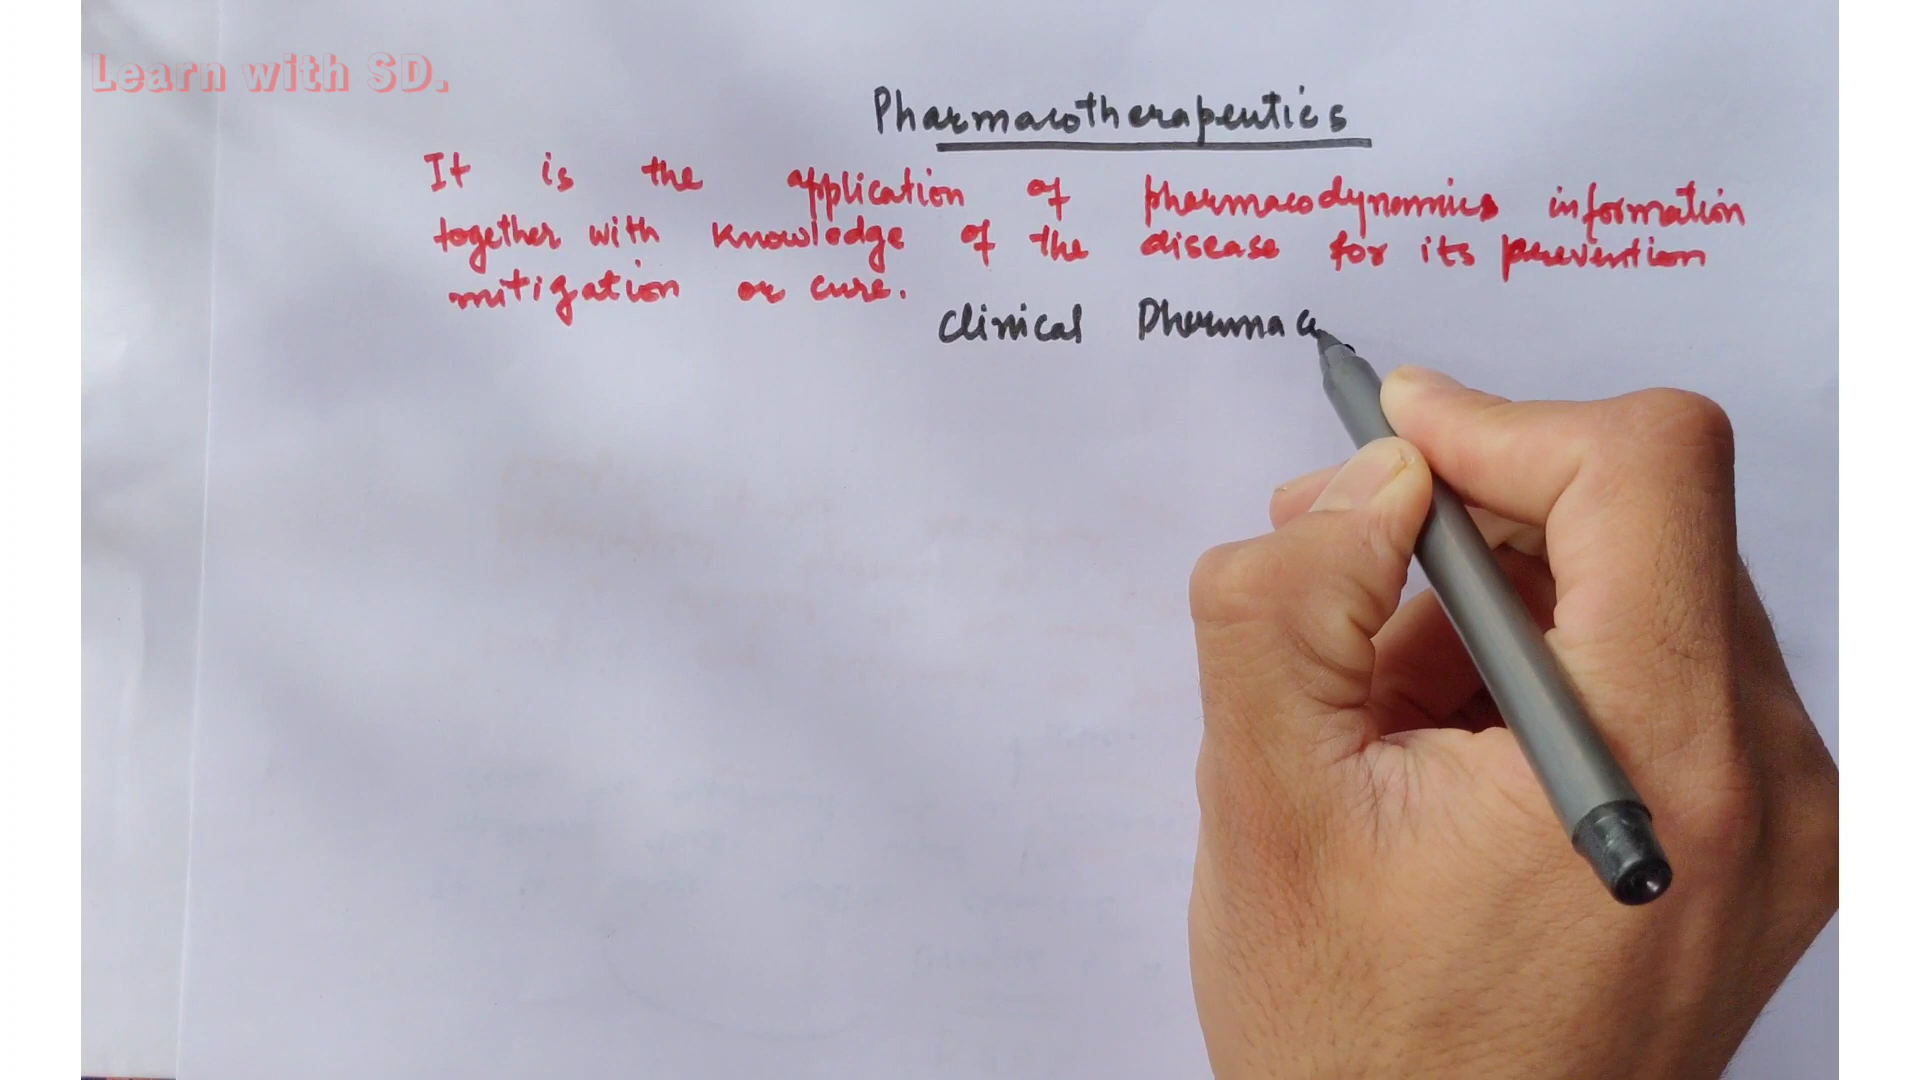 Learn with SD.
Pharmacotherapeutics
It is the application of pharmacodynamics information
together with knowledge of the disease for its prevention
mitigation or cure.
Clinical Pharmac